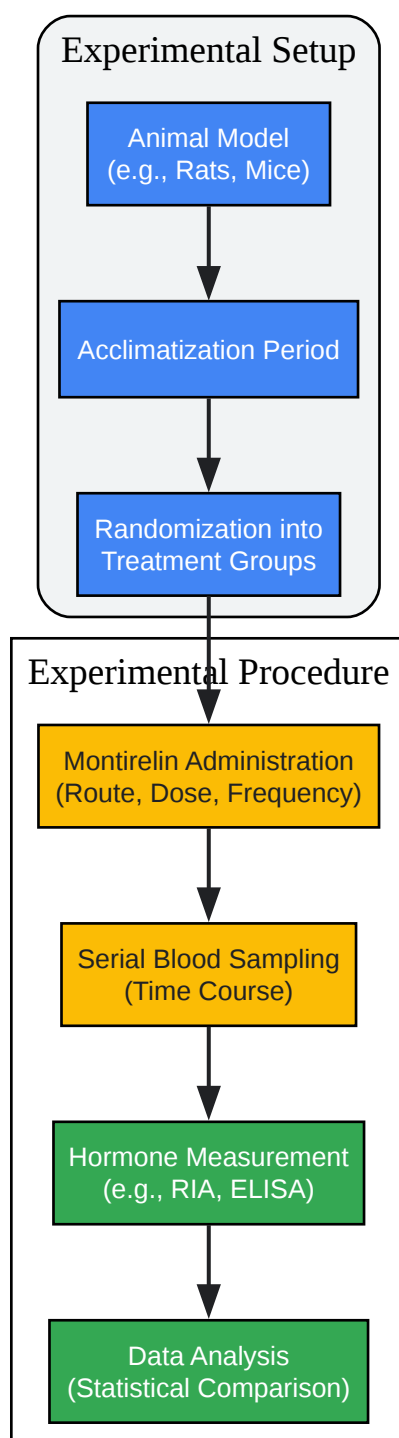 Experimental Setup
Animal Model
(e.g., Rats, Mice)
Acclimatization Period
Randomization into
Treatment Groups
Experimental Procedure
Montirelin Administration
(Route, Dose, Frequency)
Serial Blood Sampling
(Time Course)
Hormone Measurement
(e.g., RIA, ELISA)
Data Analysis
(Statistical Comparison)